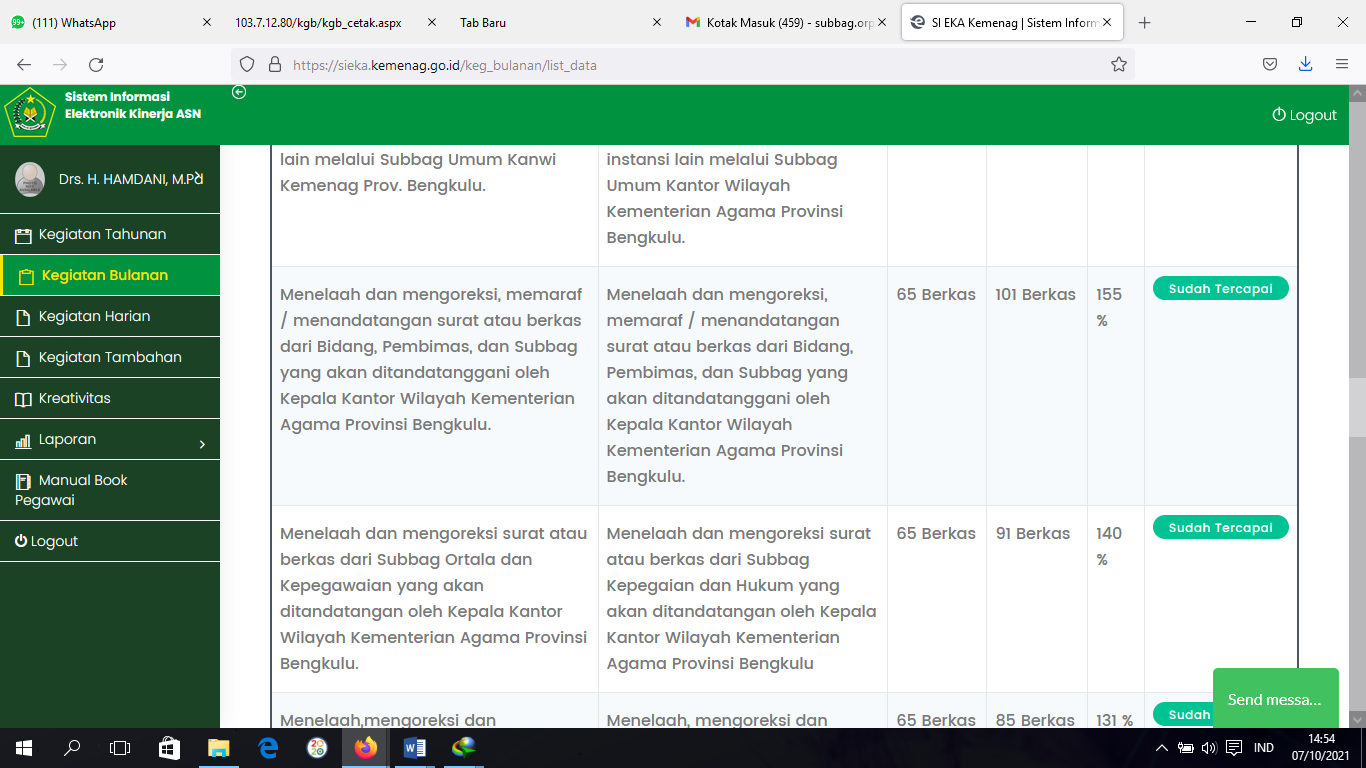 99+
(111) WhatsApp
103.7.12.80/kgb/kgb_cetak.aspx
Tab Baru
Kotak Masuk (459) - subbag.orp
SI EKA Kemenag | Sistem Inform
https://sieka.kemenag.go.id/keg_bulanan/list_data
Sistem Informasi
Elektronik Kinerja ASN
Logout
Drs. H. HAMDANI, M.Pd
Kegiatan Tahunan
Kegiatan Bulanan
Kegiatan Harian
Kegiatan Tambahan
Kreativitas
Laporan
Manual Book
Pegawai
Logout
lain melalui Subbag Umum Kanwi
Kemenag Prov. Bengkulu.
instansi lain melalui Subbag
Umum Kantor Wilayah
Kementerian Agama Provinsi
Bengkulu.
Menelaah dan mengoreksi, memaraf
/ menandatangan surat atau berkas
dari Bidang, Pembimas, dan Subbag
yang akan ditandatanggani oleh
Kepala Kantor Wilayah Kementerian
Agama Provinsi Bengkulu.
Menelaah dan mengoreksi,
memaraf / menandatangan
surat atau berkas dari Bidang,
Pembimas, dan Subbag yang
akan ditandatanggani oleh
Kepala Kantor Wilayah
Kementerian Agama Provinsi
Bengkulu.
65 Berkas
101 Berkas
155
%
Sudah Tercapai
Menelaah dan mengoreksi surat atau
berkas dari Subbag Ortala dan
Kepegawaian yang akan
ditandatangan oleh Kepala Kantor
Wilayah Kementerian Agama Provinsi
Bengkulu.
Menelaah dan mengoreksi surat
atau berkas dari Subbag
Kepegaian dan Hukum yang
akan ditandatangan oleh Kepala
Kantor Wilayah Kementerian
Agama Provinsi Bengkulu
65 Berkas
91 Berkas
140
%
Sudah Tercapai
Menelaah,mengoreksi dan
Menelaah, mengoreksi dan
65 Berkas
85 Berkas
131 %
Sudah
Send messa...
IND
14:54
07/10/2021